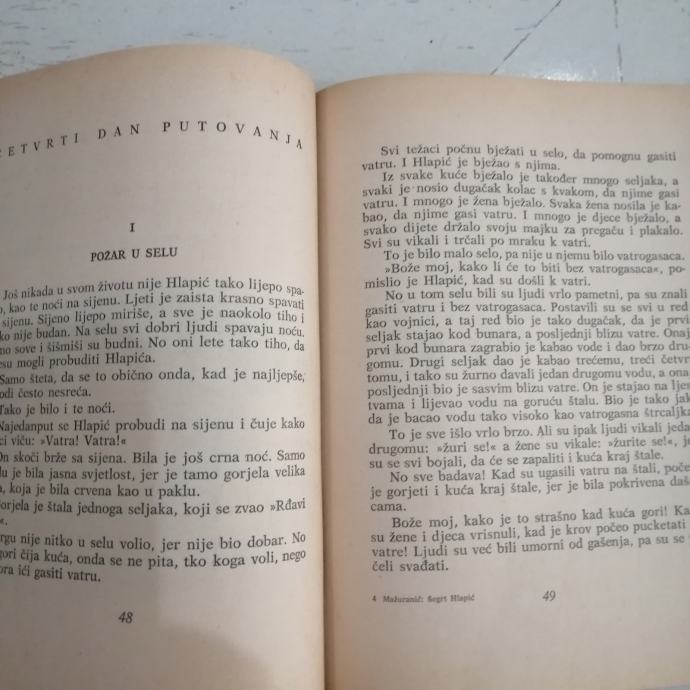 ČETVRTI DAN PUTOVANJA
I
POŽAR U SELU
Još nikada u svom životu nije Hlapić tako lijepo spa-
o, kao te noći na sijenu. Ljeti je zaista krasno spavati
sijenu. Sijeno lijepo miriše, a sve je naokolo tiho i
ko nije budan. Na selu svi dobri ljudi spavaju noću.
mo sove i šišmiši su budni. No oni lete tako tiho, da
esu mogli probuditi Hlapića.
Samo šteta, da se to obično onda, kad je najljepše,
odi često nesreća.
Tako je bilo i te noći.
Najedanput se Hlapić probudi na sijenu i čuje kako
ci viču: »Vatra! Vatra!«
On skoči brže sa sijena. Bila je još crna noć. Samo
lu je bila jasna svjetlost, jer je tamo gorjela velika
a, koja je bila crvena kao u paklu.
Gorjela je štala jednoga seljaka, koji se zvao »Rđavi
«.
rgu nije nitko u selu volio, jer nije bio dobar. No
gori čija kuća, onda se ne pita, tko koga voli, nego
ora ići gasiti vatru.
48
Svi težaci počnu bježati u selo, da pomognu gasiti
vatru. I Hlapić je bježao s njima.
Iz svake kuće bježalo je također mnogo seljaka, a
svaki je nosio dugačak kolac s kvakom, da njime gasi
vatru. I mnogo je žena bježalo. Svaka žena nosila je ka-
bao, da njime gasi vatru. I mnogo je djece bježalo, a
svako dijete držalo svoju majku za pregaču i plakalo.
Svi su vikali i trčali po mraku k vatri.
To je bilo malo selo, pa nije u njemu bilo vatrogasaca.
»Bože moj, kako li će to biti bez vatrogasaca«, po-
mislio je Hlapić, kad su došli k vatri.
No u tom selu bili su ljudi vrlo pametni, pa su znali
gasiti vatru i bez vatrogasaca. Postavili su se svi u red
kao vojnici, a taj red bio je tako dugačak, da je prvi
seljak stajao kod bunara, a posljednji blizu vatre. Onaj
prvi kod bunara zagrabio je kabao vode i dao brzo dru-
gomu. Drugi seljak dao je kabao trećemu, treći četvr
tomu, i tako su žurno davali jedan drugomu vodu, a ona
posljednji bio je sasvim blizu vatre. On je stajao na ljes
tvama i lijevao vodu na goruću štalu. Bio je tako jak
da je bacao vodu tako visoko kao vatrogasna štrcaljka
To je sve išlo vrlo brzo. Ali su ipak ljudi vikali jeda
drugomu: »žuri se!« a žene su vikale: »žurite se!«, je
su se svi bojali, da će se zapaliti i kuća kraj štale.
No sve badava! Kad su ugasili vatru na štali, počel
je gorjeti i kuća kraj štale, jer je bila pokrivena daš
cama.
Bože moj, kako je to strašno kad kuća gori! Ka
su žene i djeca vrisnuli, kad je krov počeo pucketati
vatre! Ljudi su već bili umorni od gašenja, pa su se
čeli svađati.
4 Mažuranić: Šegrt Hlapić
49